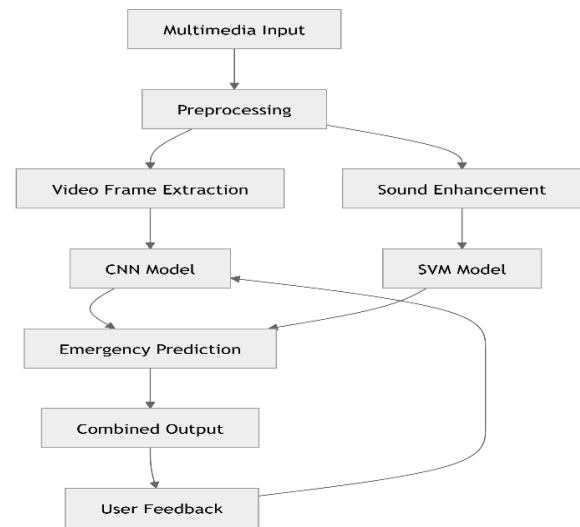 Multimedia Input
Preprocessing
Video Frame Extraction
Sound Enhancement
CNN Model
SVM Model
Emergency Prediction
Combined Output
User Feedback